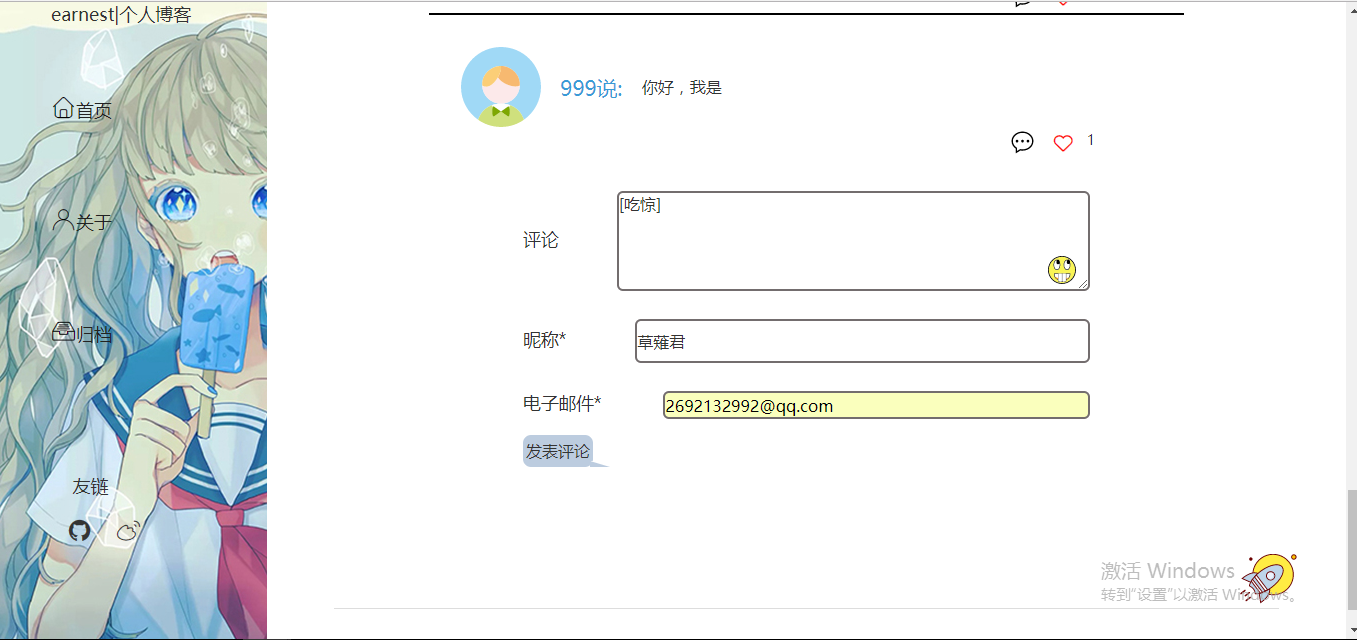 earnest|个人博客
首页
关于
归档
友链
999说: 你好，我是
1
评论
[吃惊]
昵称*
草薙君
电子邮件*
2692132992@qq.com
发表评论
激活 Windows
转到"设置"以激活 Windows。